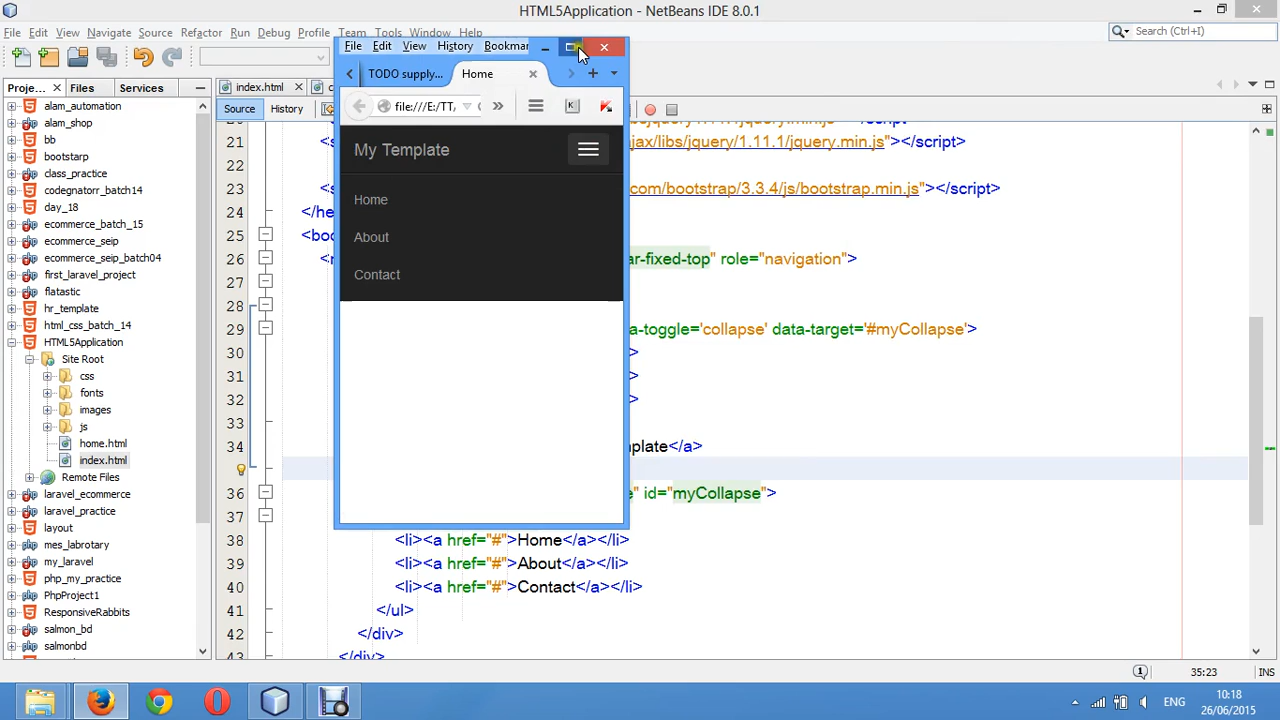 HTML5Application - NetBeans IDE 8.0.1
File Edit View Navigate Source Refactor Run Debug Profile Team Tools
Search (Ctrl+I)
Proje...
Files
Services
index.html
Source
History
alam_automation
alam_shop
bb
bootstarp
class_practice
codegnatorr_batch14
day_18
ecommerce_batch_15
ecommerce_seip
ecommerce_seip_batch04
first_laravel_project
flatastic
hr_template
html_css_batch_14
HTML5Application
Site Root
css
fonts
images
js
home.html
index.html
Remote Files
laravel_ecommerce
laravel_practice
layout
mes_labrotary
my_laravel
php_my_practice
PhpProject1
ResponsiveRabbits
salmon_bd
salmonbd
File Edit View History Bookmar
TODO supply...
Home
file:///E:/TT,
My Template
Home
About
Contact
21 <s
ajax/libs/jquery/1.11.1/jquery.min.js"></script>
22
23 <s
com/bootstrap/3.3.4/js/bootstrap.min.js"></script>
24 </he
25 <bo
26 <n
ar-fixed-top" role="navigation">
27
28
29 a-toggle='collapse' data-target='#myCollapse'>
30 >
31 >
32 >
33
34 mplate</a>
36 e" id="myCollapse">
37
38 <li><a href="#">Home</a></li>
39 <li><a href="#">About</a></li>
40 <li><a href="#">Contact</a></li>
41 </ul>
42 </div>
43 </div>
1
35:23
INS
ENG
10:18
26/06/2015